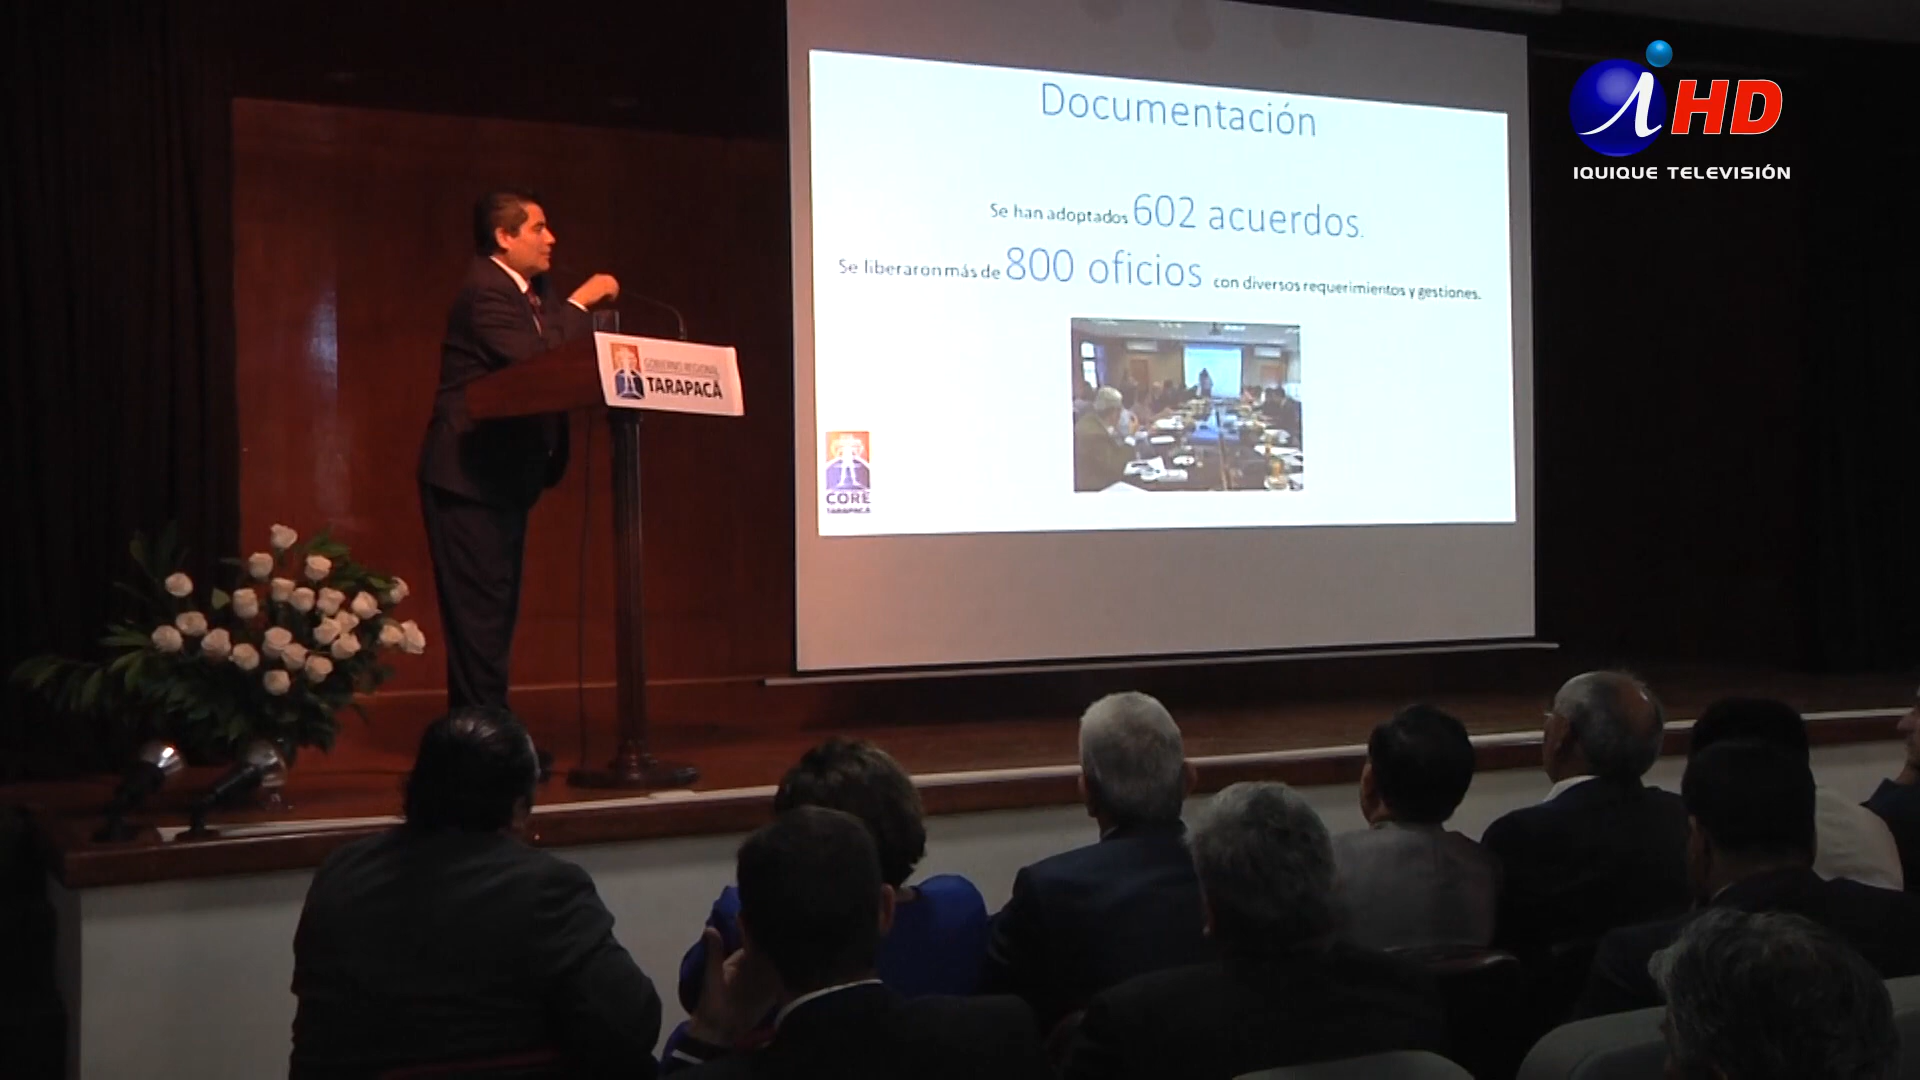 Documentación
Se han adoptados 602 acuerdos.
Se liberaron más de 800 oficios con diversos requerimientos y gestiones.
CORE
TARAPACÁ
GOBIERNO REGIONAL
TARAPACÁ
iHD
IQUIQUE TELEVISIÓN